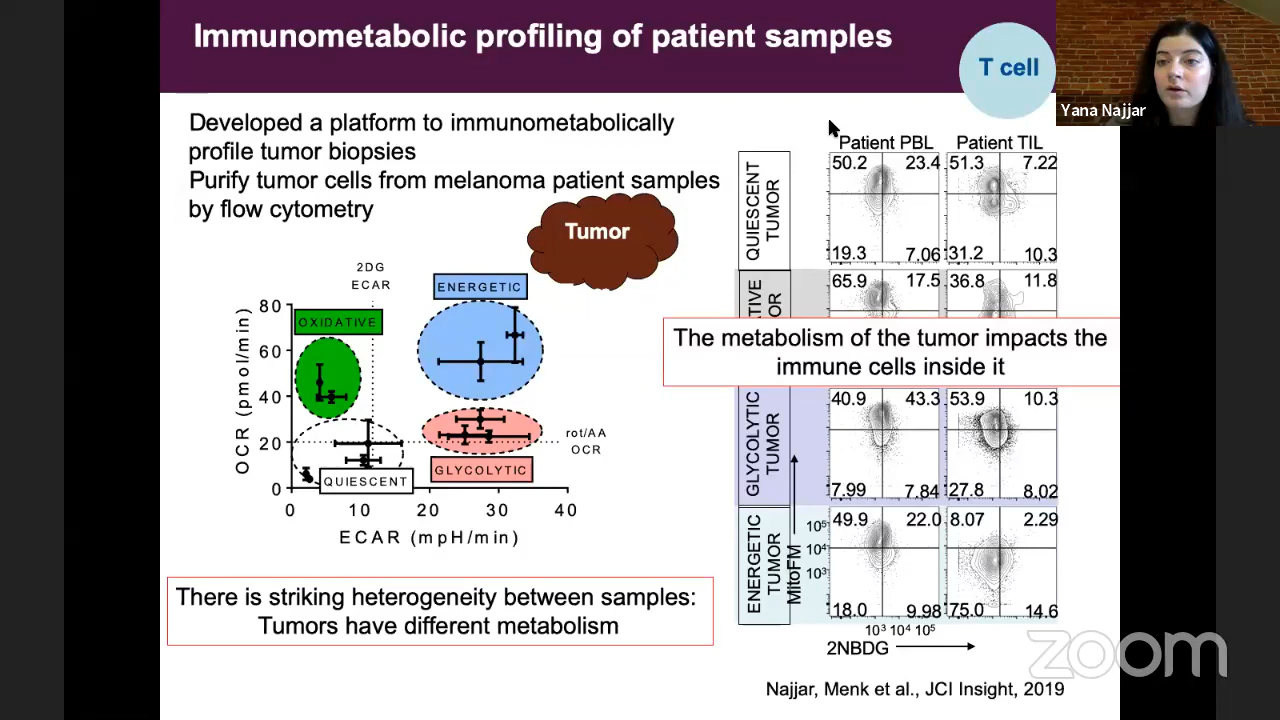 Immunometabolic profiling of patient samples
T cell
Yana Najjar
Developed a platform to immunometabolically
profile tumor biopsies
Purify tumor cells from melanoma patient samples
by flow cytometry
Tumor
2DG
ECAR
ENERGETIC
OXIDATIVE
80
60
40
20
0
OCR (pmol/min)
rot/AA
OCR
GLYCOLYTIC
QUIESCENT
0 10 20 30 40
ECAR (mpH/min)
There is striking heterogeneity between samples:
Tumors have different metabolism
Patient PBL Patient TIL
QUIESCENT
TUMOR
50.2 23.4 51.3 7.22
19.3 7.06 31.2 10.3
65.9 17.5 36.8 11.8
The metabolism of the tumor impacts the
immune cells inside it
GLYCOLYTIC
TUMOR
40.9 43.3 53.9 10.3
7.99 7.84 27.8 8.02
ENERGETIC
TUMOR
MitoFM
49.9 22.0 8.07 2.29
10⁵
10⁴
10³
18.0 9.98 75.0 14.6
10³ 10⁴ 10⁵
2NBDG
zoom
Najjar, Menk et al., JCI Insight, 2019